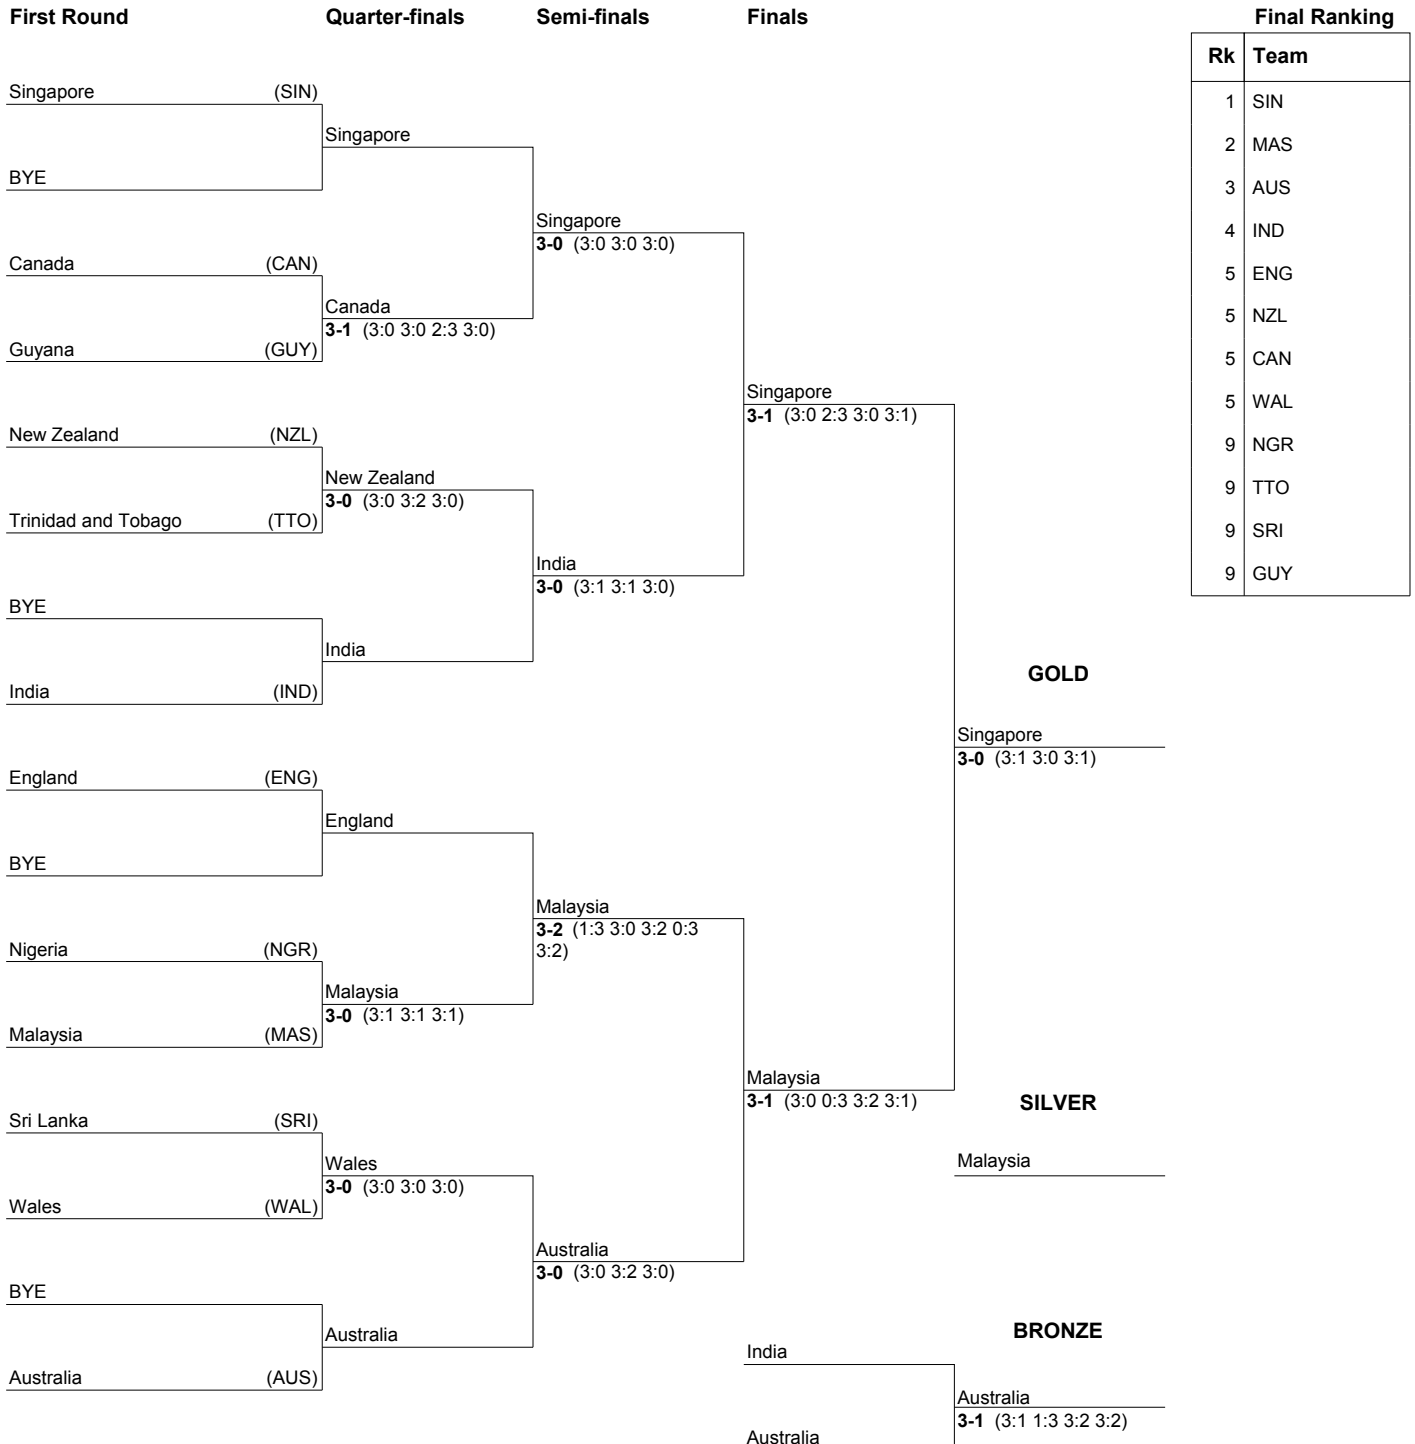 First Round Quarter-finals Semi-finals Finals Final Ranking
Rk Team
Singapore (SIN)
1 SIN
Singapore
2 MAS
BYE
3 AUS
Singapore
4 IND
3-0 (3:0 3:0 3:0)
Canada (CAN)
5 ENG
Canada
3-1 (3:0 3:0 2:3 3:0)
5 NZL
Guyana (GUY)
5 CAN
Singapore
5 WAL
3-1 (3:0 2:3 3:0 3:1)
New Zealand (NZL)
9 NGR
New Zealand
3-0 (3:0 3:2 3:0)
9 TTO
Trinidad and Tobago (TTO)
9 SRI
India
9 GUY
3-0 (3:1 3:1 3:0)
BYE
India
GOLD
India (IND)
Singapore
3-0 (3:1 3:0 3:1)
England (ENG)
England
BYE
Malaysia
3-2 (1:3 3:0 3:2 0:3
3:2)
Nigeria (NGR)
Malaysia
3-0 (3:1 3:1 3:1)
Malaysia (MAS)
Malaysia
3-1 (3:0 0:3 3:2 3:1)
SILVER
Sri Lanka (SRI)
Wales
Malaysia
3-0 (3:0 3:0 3:0)
Wales (WAL)
Australia
3-0 (3:0 3:2 3:0)
BYE
Australia
BRONZE
India
Australia (AUS)
Australia
3-1 (3:1 1:3 3:2 3:2)
Australia